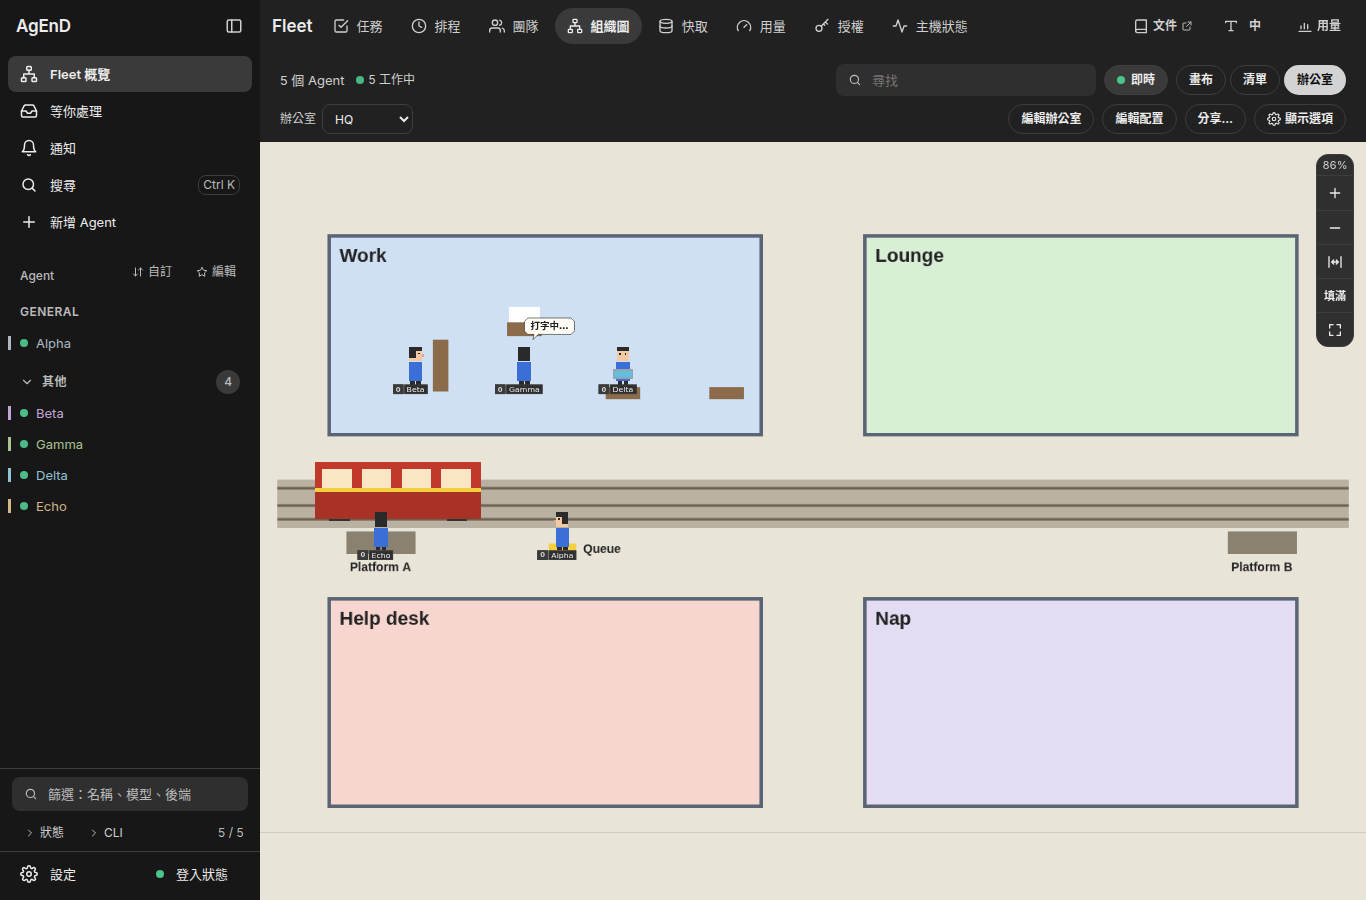 AgEnD
Fleet 概覽
等你處理
通知
搜尋
Ctrl K
新增 Agent
Agent
自訂
編輯
GENERAL
Alpha
其他
4
Beta
Gamma
Delta
Echo
篩選：名稱、模型、後端
狀態
CLI
5 / 5
設定
登入狀態
Fleet
任務
排程
團隊
組織圖
快取
用量
授權
主機狀態
文件
中
用量
5 個 Agent
5 工作中
尋找
即時
畫布
清單
辦公室
辦公室
HQ
編輯辦公室
編輯配置
分享…
顯示選項
86%
填滿
Work
Lounge
打字中…
0 Beta
0 Gamma
0 Delta
0 Echo
0 Alpha
Queue
Platform A
Platform B
Help desk
Nap